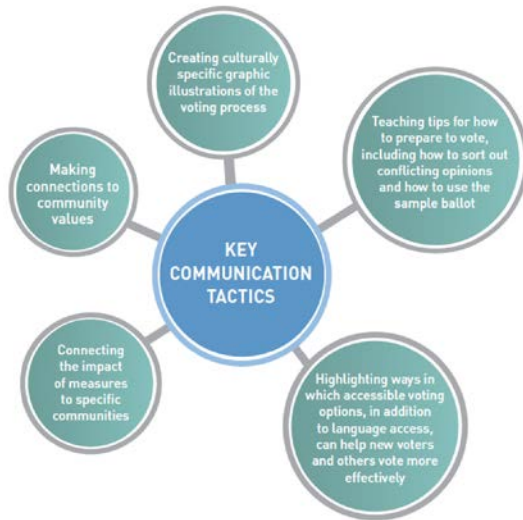 Creating culturally
specific graphic
illustrations of the
voting process
Teaching tips for how
to prepare to vote,
including how to sort out
conflicting opinions
and how to use the
sample ballot
Making
connections to
community
values
KEY
COMMUNICATION
TACTICS
Connecting
the impact
of measures
to specific
communities
Highlighting ways in
which accessible voting
options, in addition
to language access,
can help new voters
and others vote more
effectively